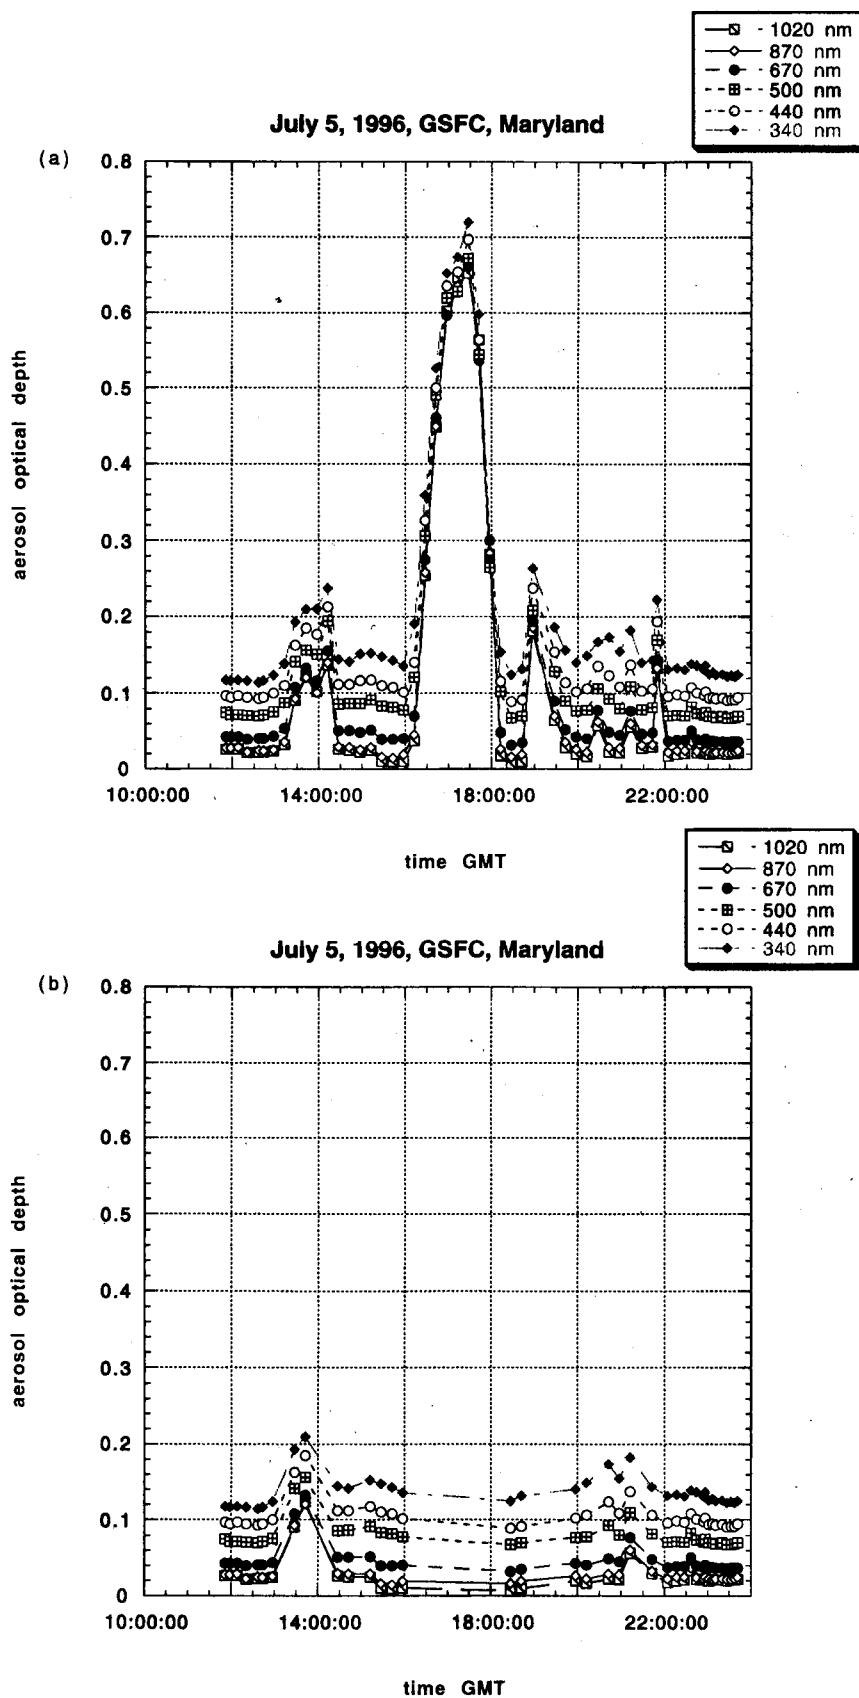 1020 nm
870 nm
670 nm
500 nm
440 nm
340 nm
July 5, 1996, GSFC, Maryland
(a)
0.8
0.7
0.6
0.5
0.4
0.3
0.2
0.1
0
aerosol optical depth
10:00:00 14:00:00 18:00:00 22:00:00
time GMT
1020 nm
870 nm
670 nm
500 nm
440 nm
340 nm
July 5, 1996, GSFC, Maryland
(b)
0.8
0.7
0.6
0.5
0.4
0.3
0.2
0.1
0
aerosol optical depth
10:00:00 14:00:00 18:00:00 22:00:00
time GMT